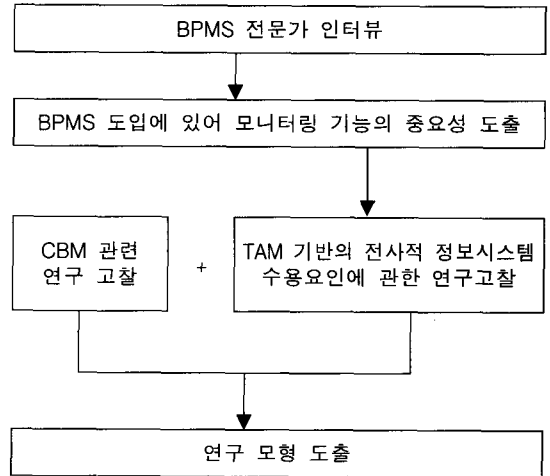 BPMS 전문가 인터뷰
BPMS 도입에 있어 모니터링 기능의 중요성 도출
CBM 관련
연구 고찰
+
TAM 기반의 전사적 정보시스템
수용요인에 관한 연구고찰
연구 모형 도출